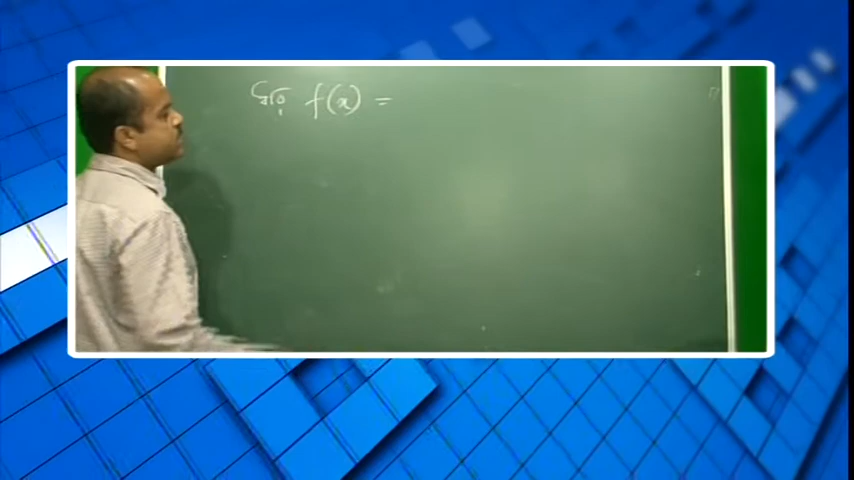 যদি f(x) =